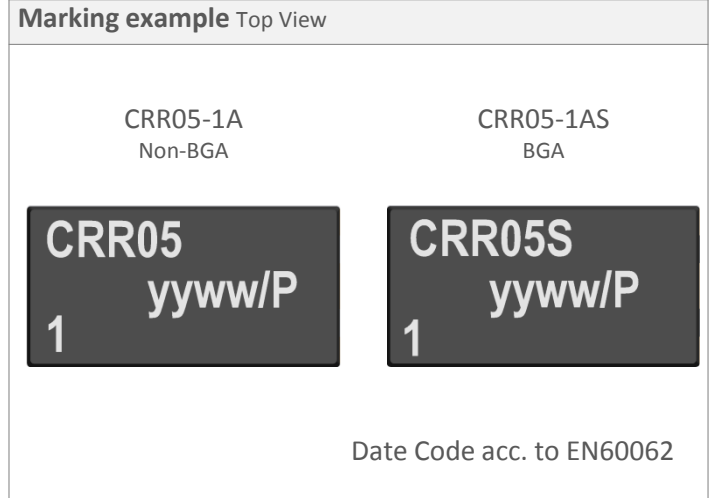 Marking example Top View
CRR05-1A
Non-BGA
CRR05-1AS
BGA
CRR05
yyww/P
1
CRR05S
yyww/P
1
Date Code acc. to EN60062